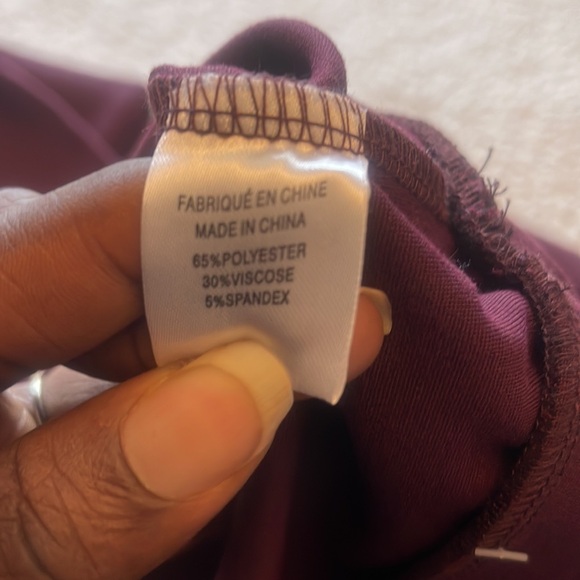 FABRIQUÉ EN CHINE
MADE IN CHINA
65%POLYESTER
30%VISCOSE
5%SPANDEX